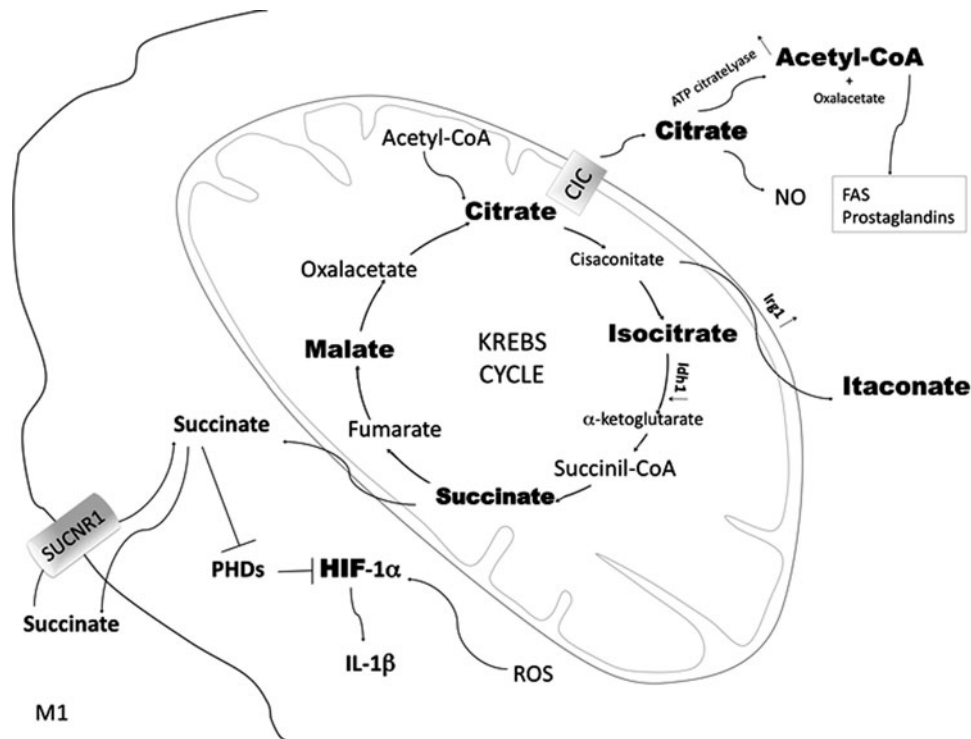 ATP citrateLyase
Acetyl-CoA
+
Oxalacetate
Citrate
NO
FAS
Prostaglandins
CIC
Acetyl-CoA
Citrate
Cisaconitate
Oxalacetate
Irg1
Isocitrate
Malate
KREBS
CYCLE
Idh1
Itaconate
α-ketoglutarate
Fumarate
Succinate
Succinil-CoA
Succinate
SUCNR1
PHDs
HIF-1α
Succinate
IL-1β
ROS
M1